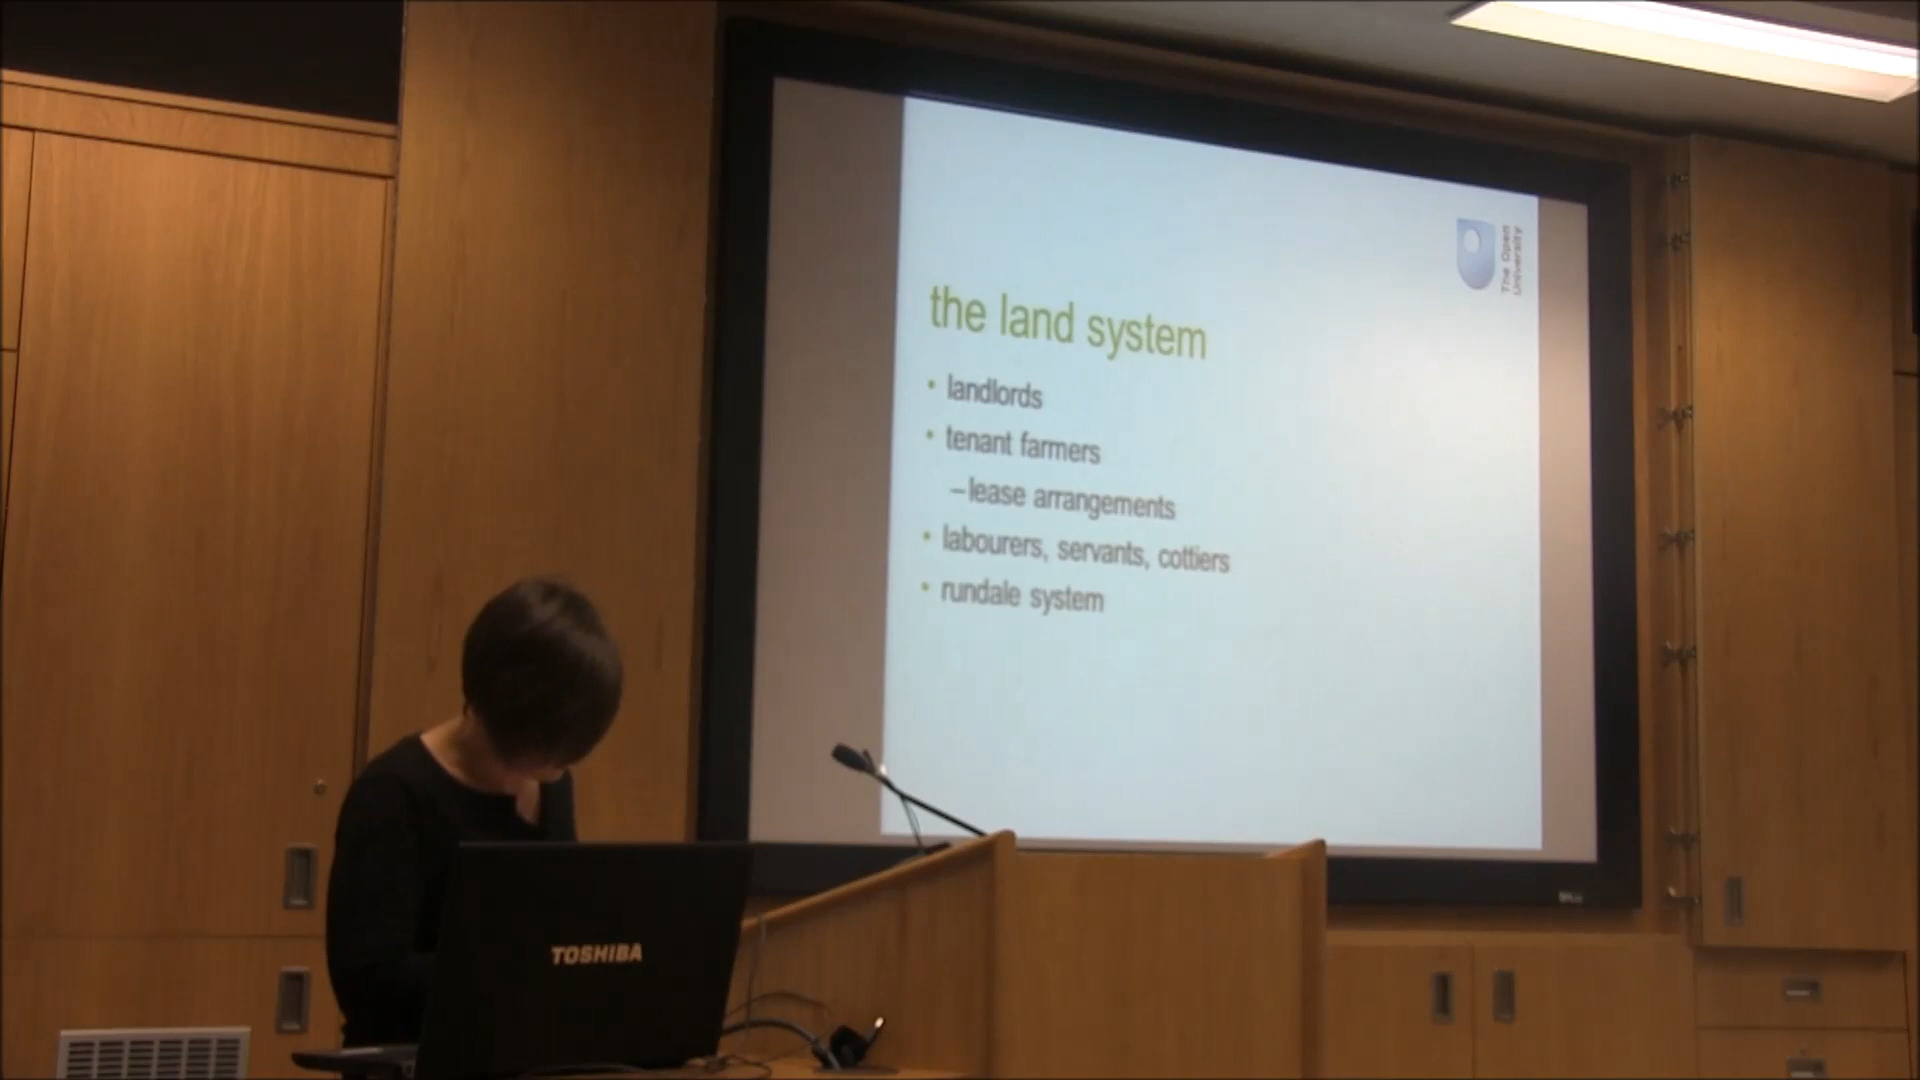 The Open
University
the land system
• landlords
• tenant farmers
–lease arrangements
• labourers, servants, cottiers
• rundale system
TOSHIBA